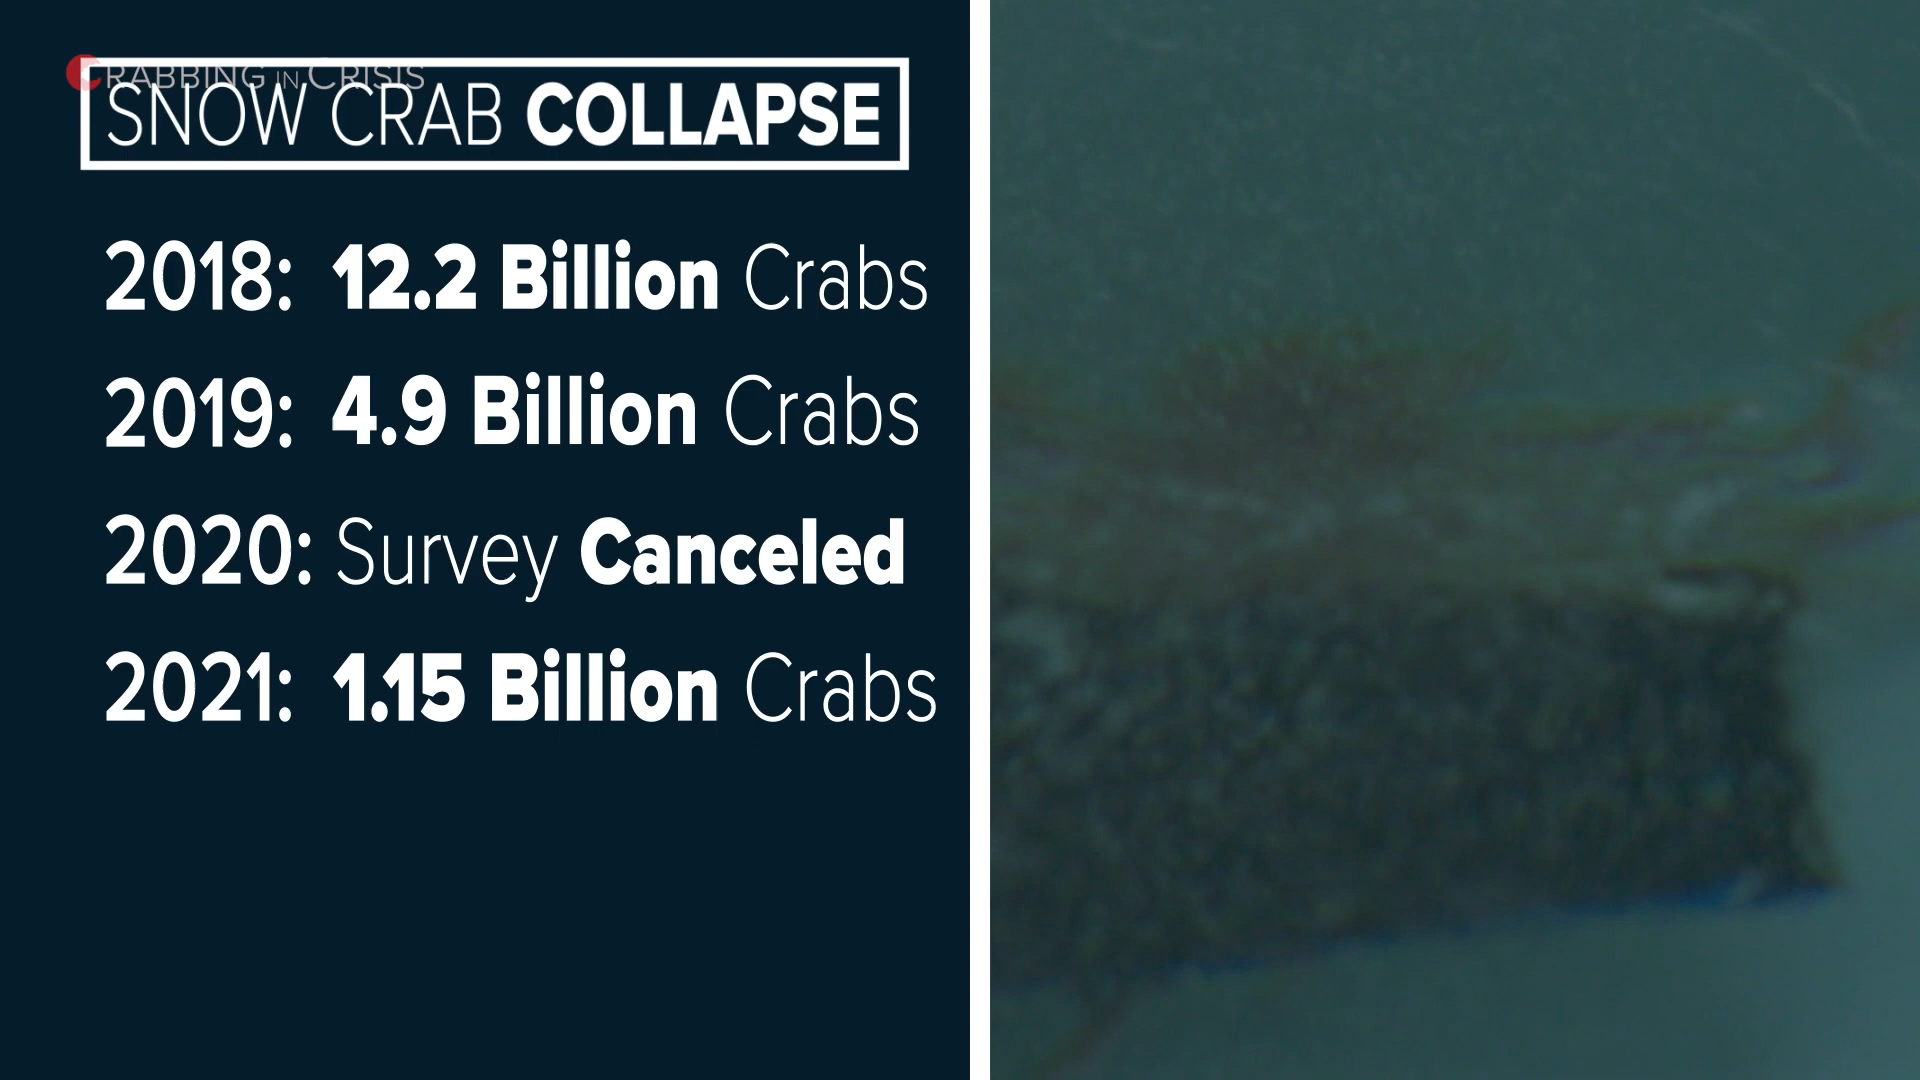 CRABBING IN CRISIS
SNOW CRAB COLLAPSE
2018: 12.2 Billion Crabs
2019: 4.9 Billion Crabs
2020: Survey Canceled
2021: 1.15 Billion Crabs